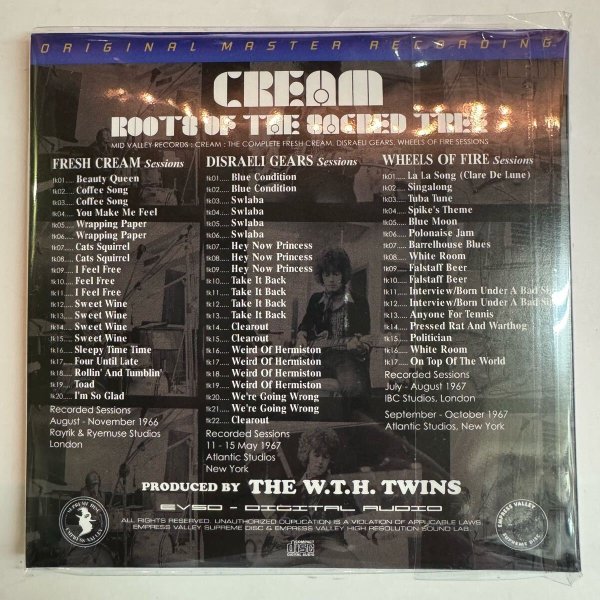 ORIGINAL MASTER RECORDING
CREAM
ROOTS OF THE SACRED TREE
MID VALLEY RECORDS : CREAM : THE COMPLETE FRESH CREAM, DISRAELI GEARS, WHEELS OF FIRE SESSIONS
FRESH CREAM Sessions
tk01..... Beauty Queen
tk02..... Coffee Song
tk03..... Coffee Song
tk04..... You Make Me Feel
tk05..... Wrapping Paper
tk06..... Wrapping Paper
tk07..... Cats Squirrel
tk08..... Cats Squirrel
tk09..... I Feel Free
tk10..... Feel Free
tk11..... I Feel Free
tk12..... Sweet Wine
tk13..... Sweet Wine
tk14..... Sweet Wine
tk15..... Sweet Wine
tk16..... Sleepy Time Time
tk17..... Four Until Late
tk18..... Rollin' And Tumblin'
tk19..... Toad
tk20..... I'm So Glad
Recorded Sessions
August - November 1966
Rayrik & Ryemuse Studios
London
DISRAELI GEARS Sessions
tk01..... Blue Condition
tk02..... Blue Condition
tk03..... Swlaba
tk04..... Swlaba
tk05..... Swlaba
tk06..... Swlaba
tk07..... Hey Now Princess
tk08..... Hey Now Princess
tk09..... Hey Now Princess
tk10..... Take It Back
tk11..... Take It Back
tk12..... Take It Back
tk13..... Take It Back
tk14..... Clearout
tk15..... Clearout
tk16..... Weird Of Hermiston
tk17..... Weird Of Hermiston
tk18..... Weird Of Hermiston
tk19..... Weird Of Hermiston
tk20..... We're Going Wrong
tk21..... We're Going Wrong
tk22..... Clearout
Recorded Sessions
11 - 15 May 1967
Atlantic Studios
New York
WHEELS OF FIRE Sessions
tk01..... La La Song (Clare De Lune)
tk02..... Singalong
tk03..... Tuba Tune
tk04..... Spike's Theme
tk05..... Blue Moon
tk06..... Polonaise Jam
tk07..... Barrelhouse Blues
tk08..... White Room
tk09..... Falstaff Beer
tk10..... Falstaff Beer
tk11..... Interview/Born Under A Bad
tk12..... Interview/Born Under A Bad
tk13..... Anyone For Tennis
tk14..... Pressed Rat And Warthog
tk15..... Politician
tk16..... White Room
tk17..... On Top Of The World
Recorded Sessions
July - August 1967
IBC Studios, London
September - October 1967
Atlantic Studios, New York
PRODUCED BY THE W.T.H. TWINS
EVSD - DIGITAL AUDIO
ALL RIGHTS RESERVED. UNAUTHORIZED DUPLICATION IS A VIOLATION OF APPLICABLE LAWS
EMPRESS VALLEY SUPREME DISC & EMPRESS VALLEY HIGH RESOLUTION SOUND LAB.
SUPREME DISC
EMPRESS VALLEY
COMPACT
disc
DIGITAL AUDIO
EMPRESS VALLEY
SUPREME DISC